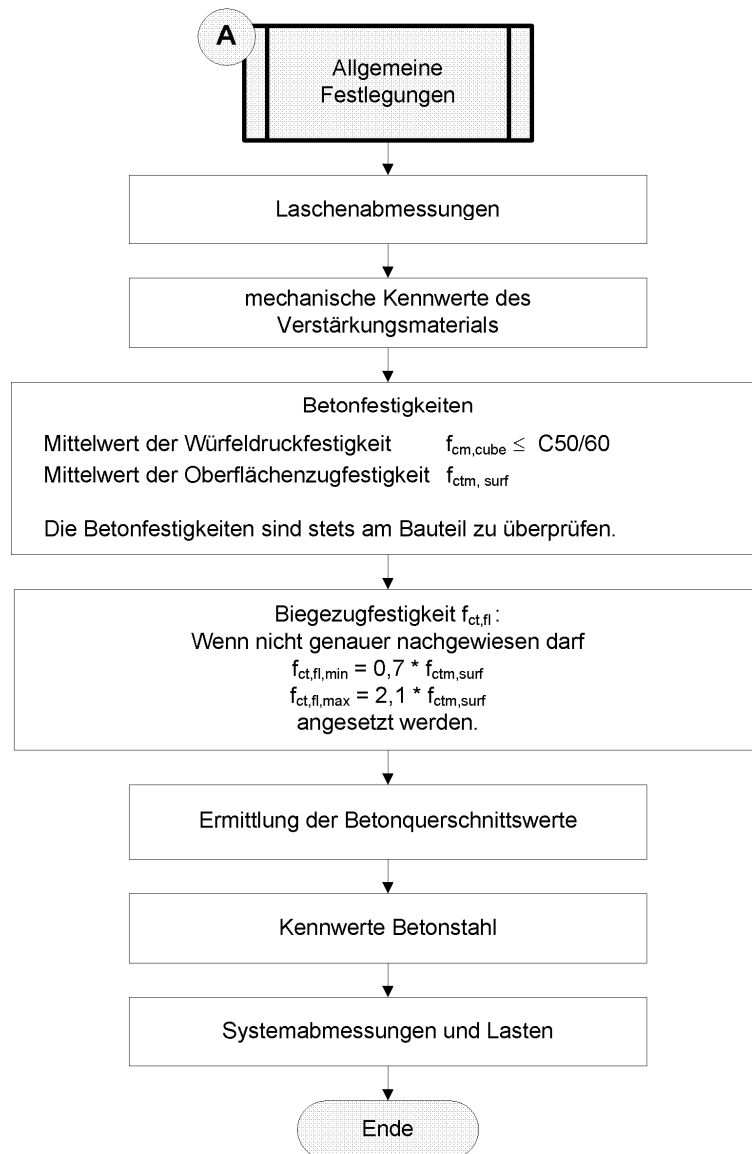 A
Allgemeine
Festlegungen
Laschenabmessungen
mechanische Kennwerte des
Verstärkungsmaterials
Betonfestigkeiten
Mittelwert der Würfeldruckfestigkeit f_cm,cube ≤ C50/60
Mittelwert der Oberflächenzugfestigkeit f_ctm, surf
Die Betonfestigkeiten sind stets am Bauteil zu überprüfen.
Biegezugfestigkeit f_ct,fl :
Wenn nicht genauer nachgewiesen darf
f_ct,fl,min = 0,7 * f_ctm,surf
f_ct,fl,max = 2,1 * f_ctm,surf
angesetzt werden.
Ermittlung der Betonquerschnittswerte
Kennwerte Betonstahl
Systemabmessungen und Lasten
Ende